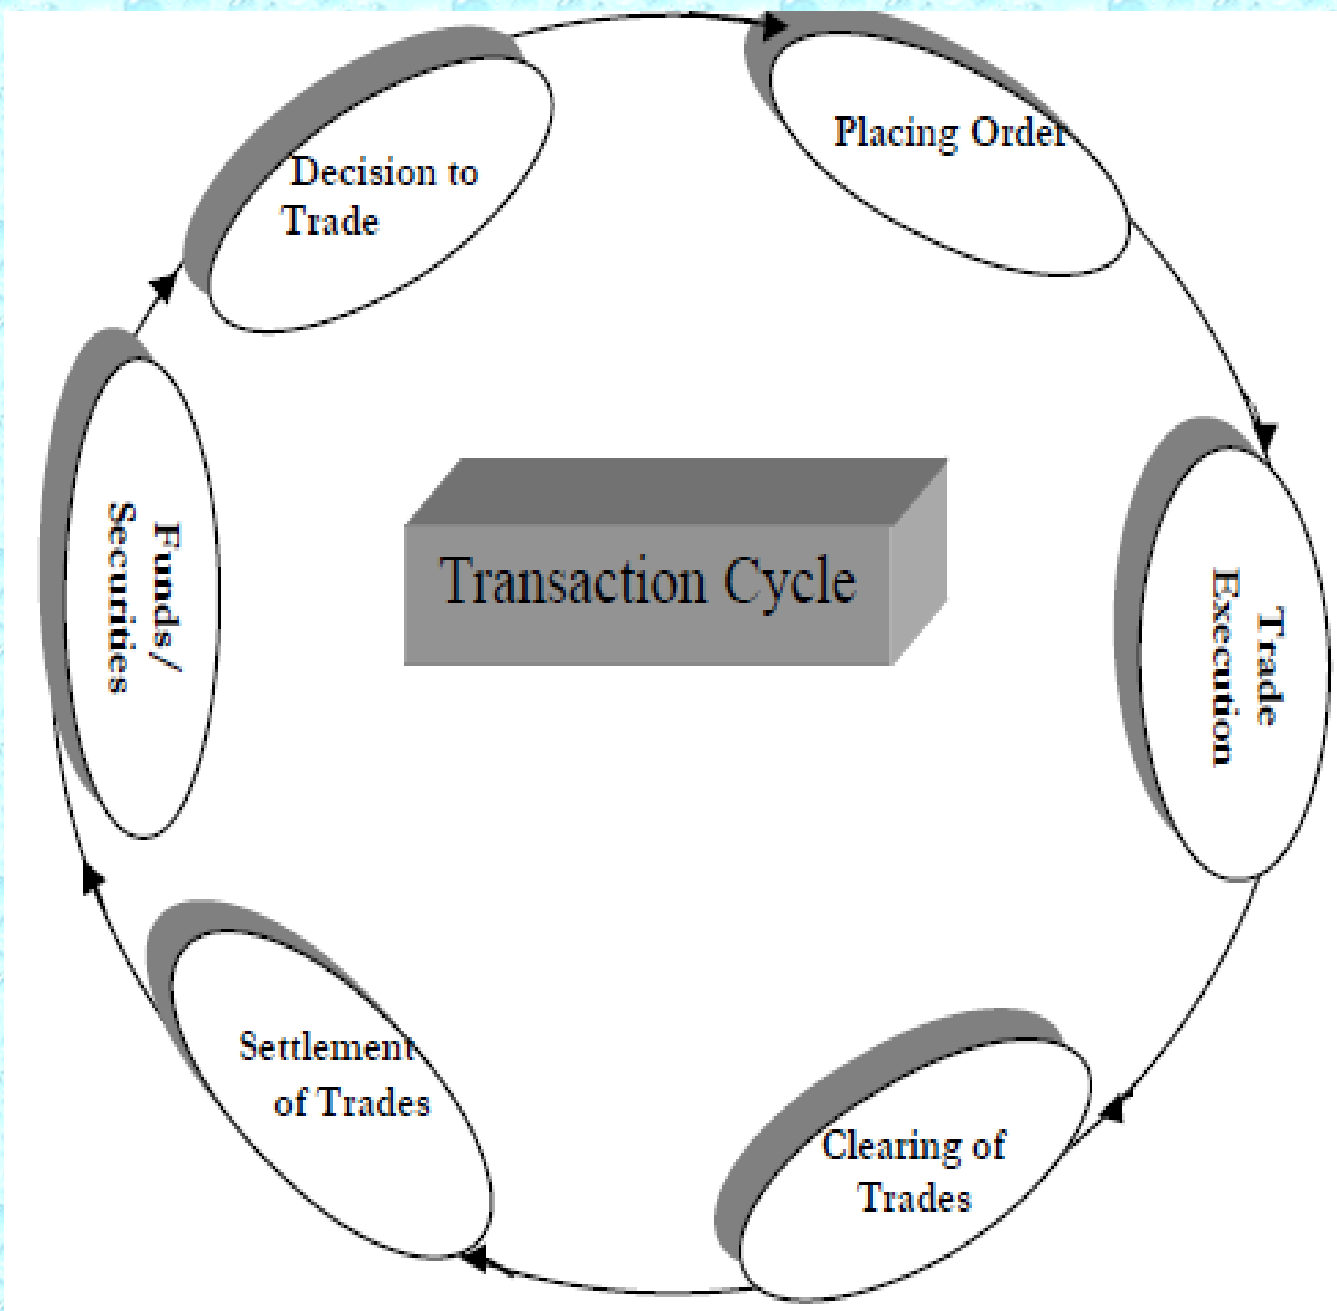 Decision to
Trade
Placing Order
Trade
Execution
Clearing of
Trades
Settlement
of Trades
Funds/
Securities
Transaction Cycle